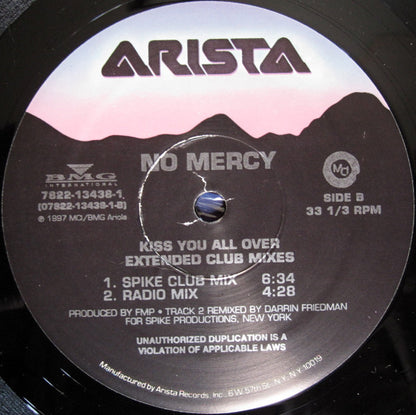 ARISTA
NO MERCY
BMG
INTERNATIONAL
7822-13438-1
(07822-13438-1-B)
℗ 1997 MCI/BMG Ariola
MCI
SIDE B
33 1/3 RPM
KISS YOU ALL OVER
EXTENDED CLUB MIXES
1. SPIKE CLUB MIX 6:34
2. RADIO MIX 4:28
PRODUCED BY FMP • TRACK 2 REMIXED BY DARRIN FRIEDMAN
FOR SPIKE PRODUCTIONS, NEW YORK
UNAUTHORIZED DUPLICATION IS A
VIOLATION OF APPLICABLE LAWS
Manufactured by Arista Records, Inc., 6 W. 57th St., N.Y., N.Y. 10019